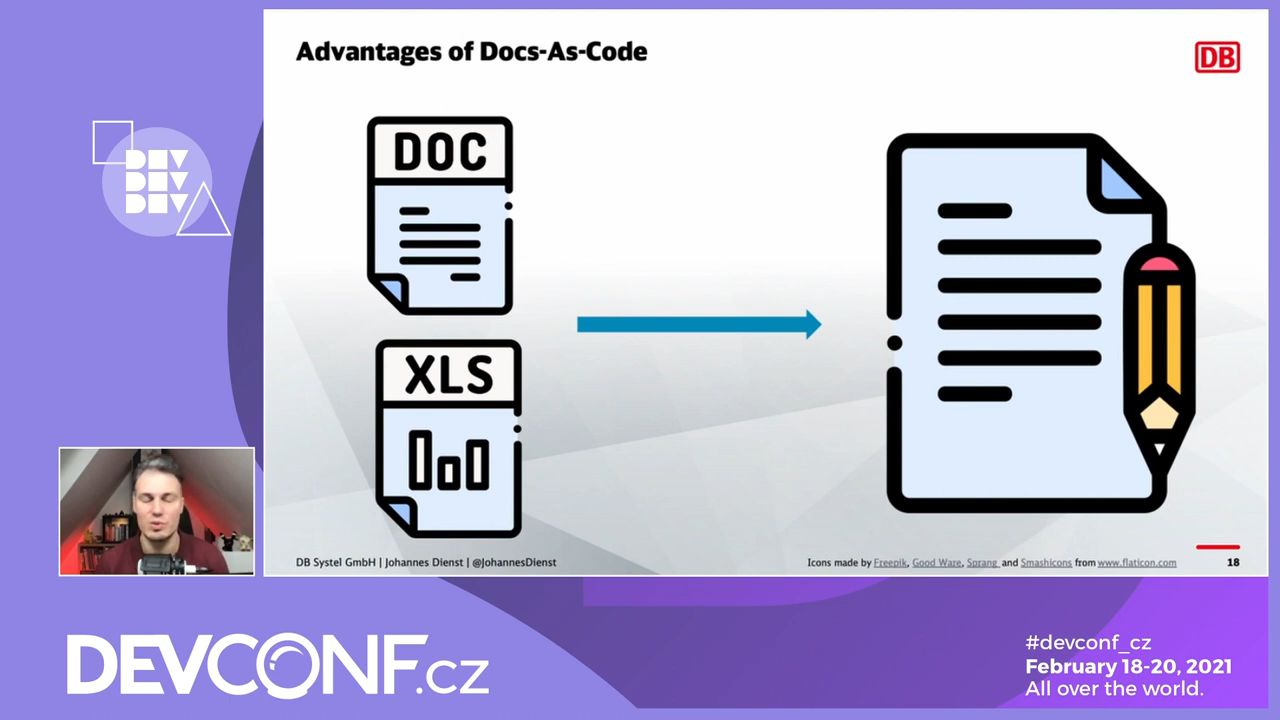 Advantages of Docs-As-Code
DB
DEV
DEV
DEV
DOC
XLS
DB Systel GmbH | Johannes Dienst | @JohannesDienst
Icons made by Freepik, Good Ware, Sprang and Smashicons from www.flaticon.com
18
DEVCONF.cz
#devconf_cz
February 18-20, 2021
All over the world.